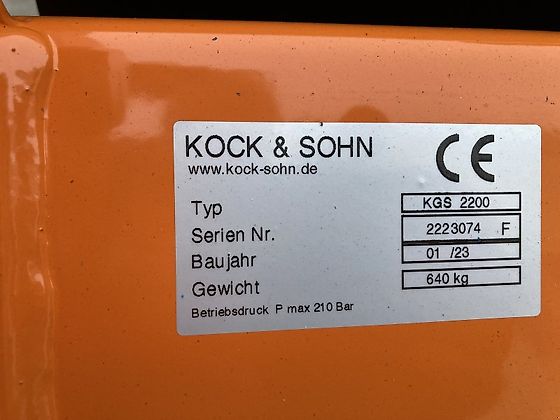 KOCK & SOHN
www.kock-sohn.de
CE
Typ KGS 2200
Serien Nr. 2223074 F
Baujahr 01 /23
Gewicht 640 kg
Betriebsdruck P max 210 Bar